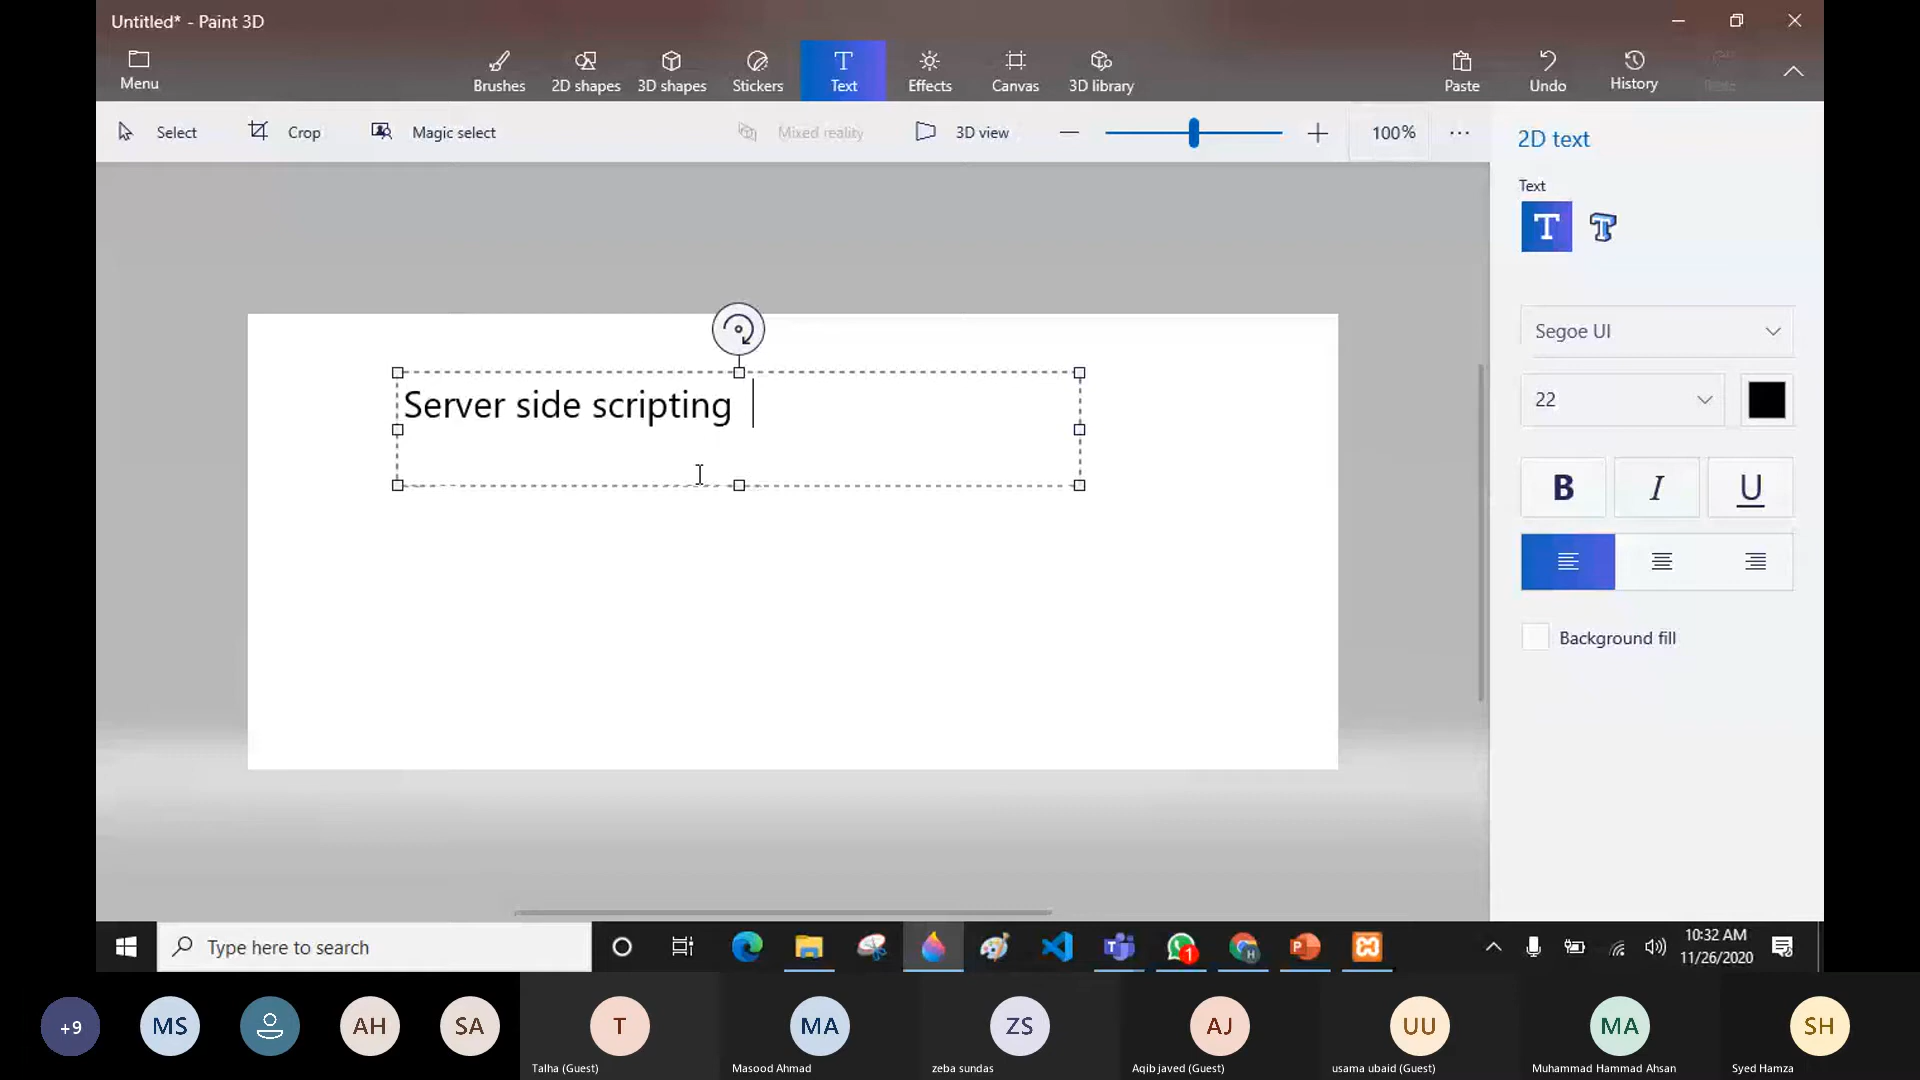 Untitled* - Paint 3D
Menu
Brushes
2D shapes
3D shapes
Stickers
Text
Effects
Canvas
3D library
Paste
Undo
History
Select
Crop
Magic select
Mixed reality
3D view
100%
2D text
Text
T
T
Segoe UI
22
B
I
U
Background fill
Server side scripting
Type here to search
1
H
P
10:32 AM
11/26/2020
+9
MS
AH
SA
T
MA
ZS
AJ
UU
MA
SH
Talha (Guest)
Masood Ahmad
zeba sundas
Aqib javed (Guest)
usama ubaid (Guest)
Muhammad Hammad Ahsan
Syed Hamza